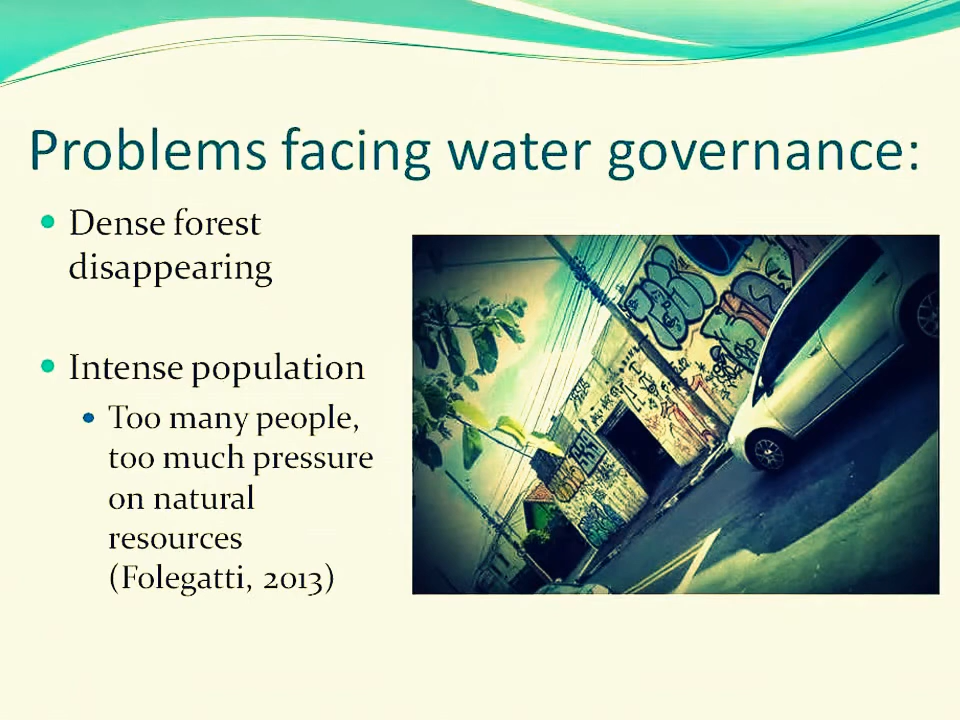 Problems facing water governance:
Dense forest
disappearing
Intense population
Too many people,
too much pressure
on natural
resources
(Folegatti, 2013)